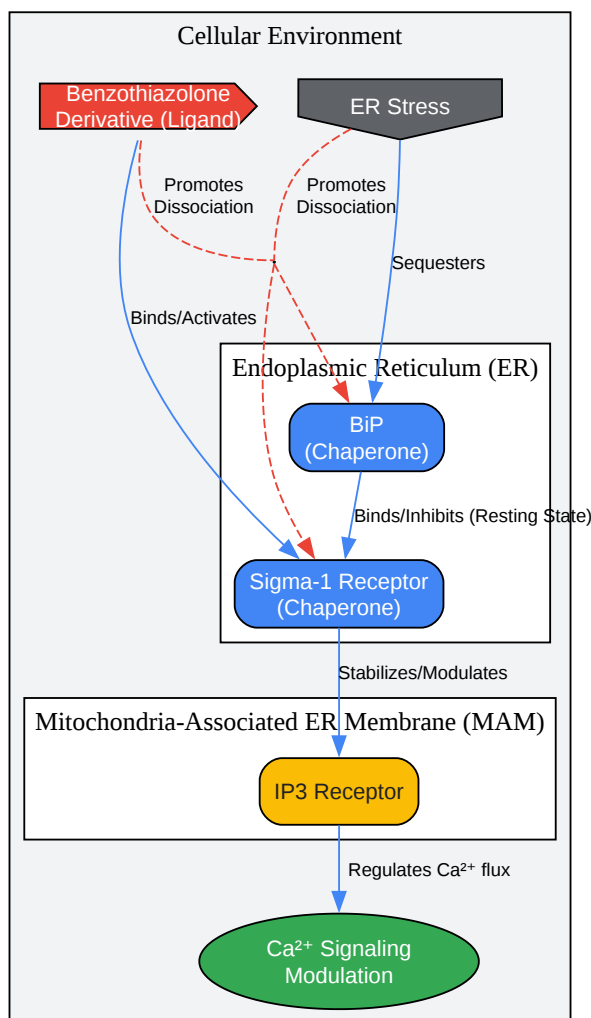 Cellular Environment
Benzothiazolone
Derivative (Ligand)
ER Stress
Promotes
Dissociation
Promotes
Dissociation
Sequesters
Binds/Activates
Endoplasmic Reticulum (ER)
BiP
(Chaperone)
Binds/Inhibits (Resting State)
Sigma-1 Receptor
(Chaperone)
Stabilizes/Modulates
Mitochondria-Associated ER Membrane (MAM)
IP3 Receptor
Regulates Ca²⁺ flux
Ca²⁺ Signaling
Modulation